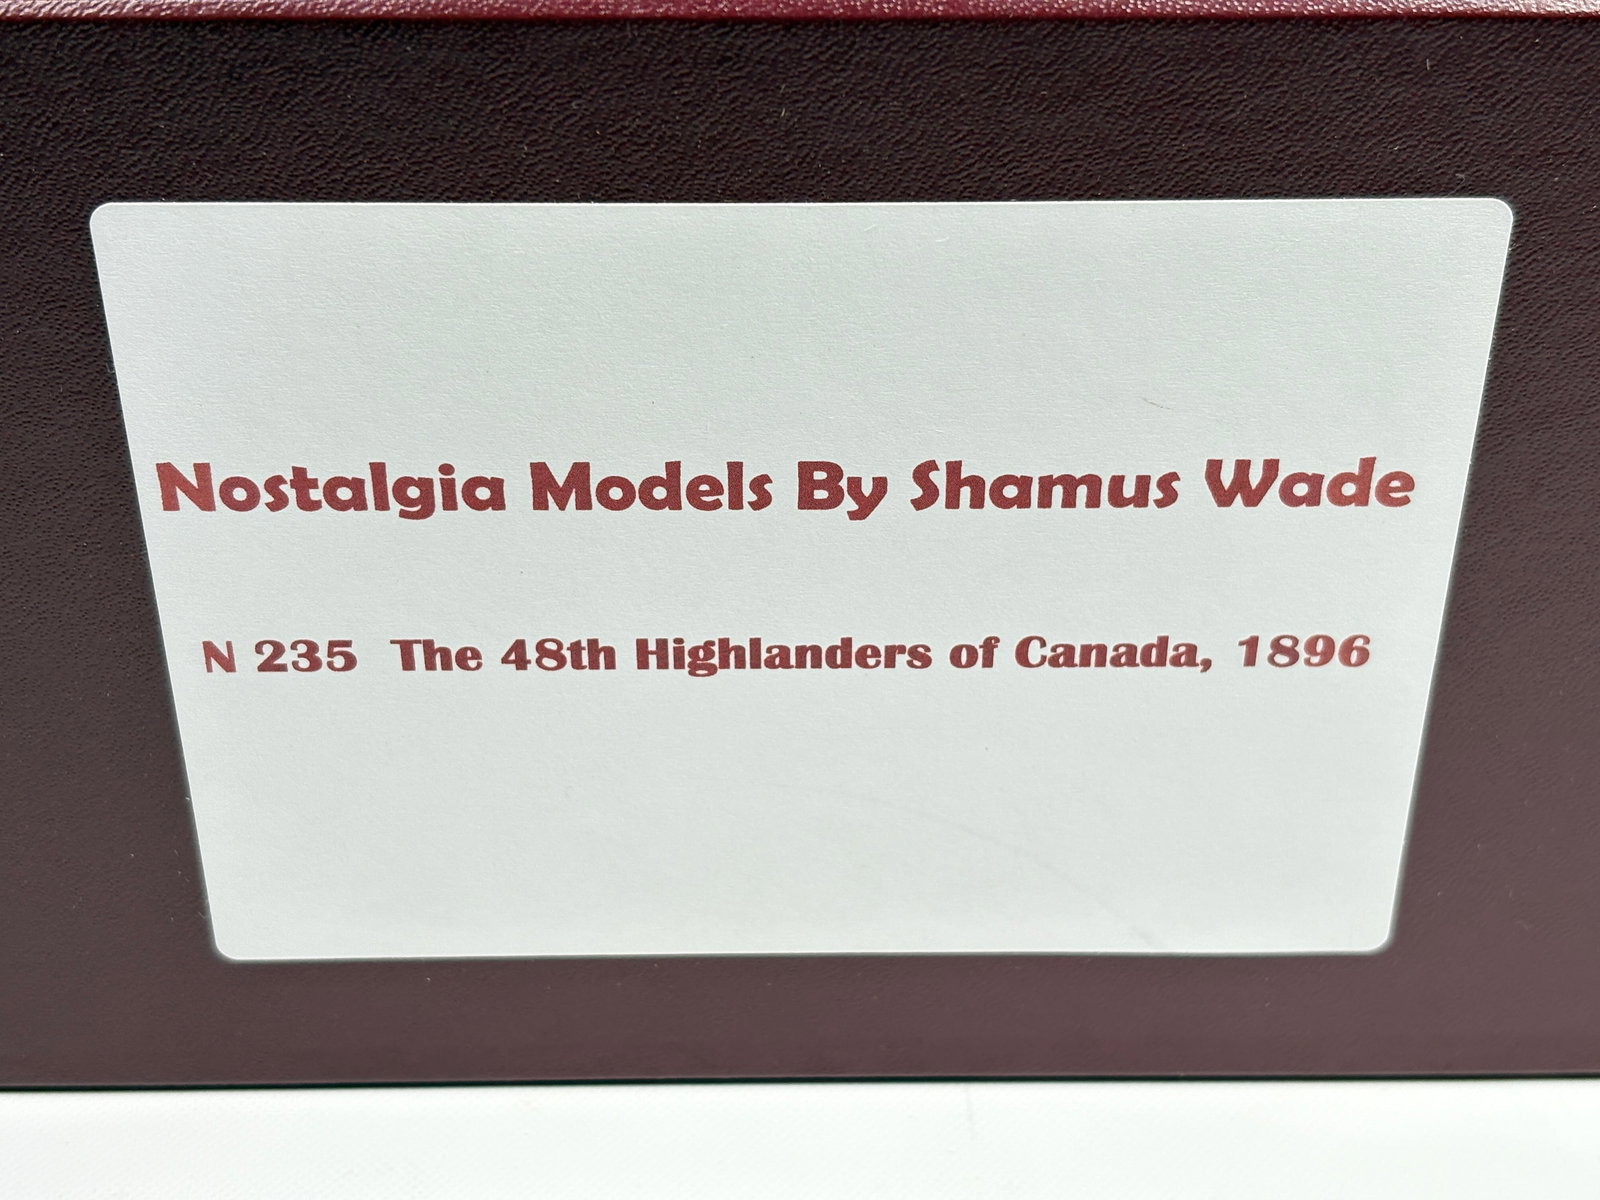 Nostalgia Models By Shamus Wade
N 235 The 48th Highlanders of Canada, 1896